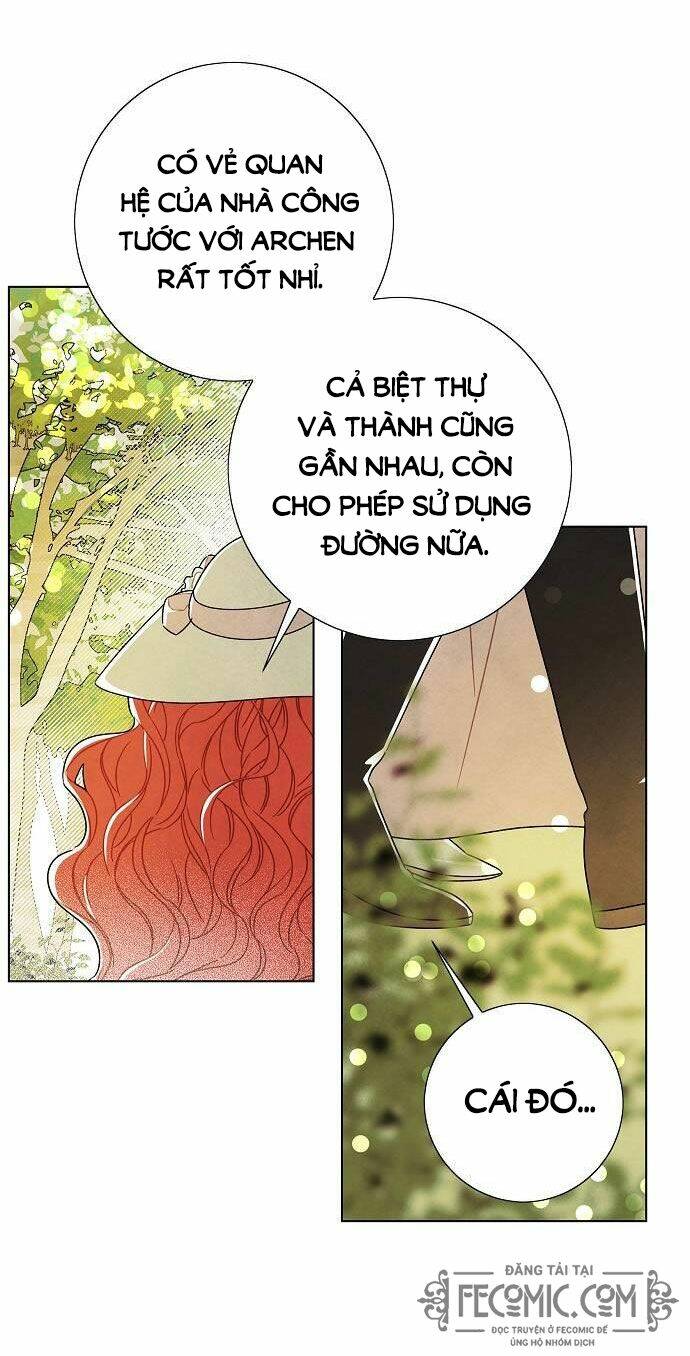 CÓ VẺ QUAN
HỆ CỦA NHÀ CÔNG
TƯỚC VỚI ARCHEN
RẤT TỐT NHỈ.
CẢ BIỆT THỰ
VÀ THÀNH CŨNG
GẦN NHAU, CÒN
CHO PHÉP SỬ DỤNG
ĐƯỜNG NỮA.
CÁI ĐÓ...
ĐĂNG TẢI TẠI
FECOMIC.COM
ĐỌC TRUYỆN Ở FECOMIC ĐỂ
ỦNG HỘ NHÓM DỊCH